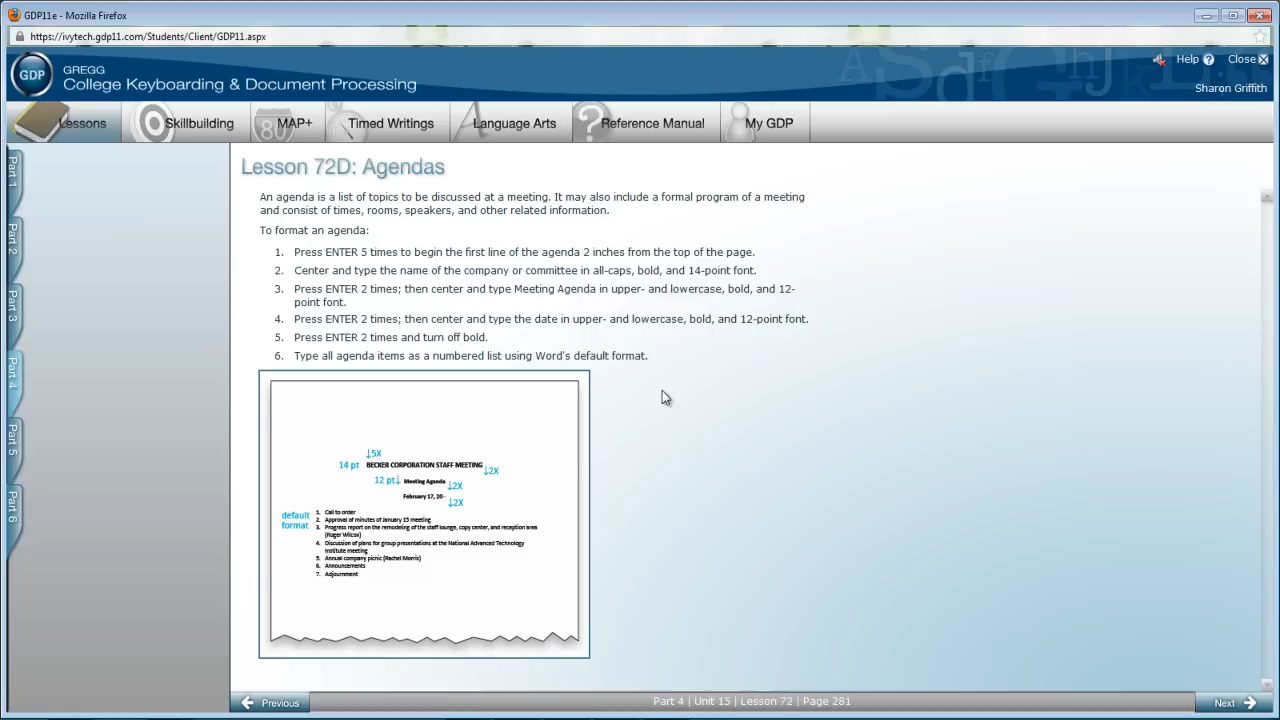 GDP11e - Mozilla Firefox
https://ivytech.gdp11.com/Students/Client/GDP11.aspx
GDP
GREGG
College Keyboarding & Document Processing
Help ?
Close
Sharon Griffith
Lessons
Skillbuilding
80
MAP+
Timed Writings
Language Arts
Reference Manual
My GDP
Part 1
Part 2
Part 3
Part 4
Part 5
Part 6
Lesson 72D: Agendas
An agenda is a list of topics to be discussed at a meeting. It may also include a formal program of a meeting
and consist of times, rooms, speakers, and other related information.
To format an agenda:
1. Press ENTER 5 times to begin the first line of the agenda 2 inches from the top of the page.
2. Center and type the name of the company or committee in all-caps, bold, and 14-point font.
3. Press ENTER 2 times; then center and type Meeting Agenda in upper- and lowercase, bold, and 12-
point font.
4. Press ENTER 2 times; then center and type the date in upper- and lowercase, bold, and 12-point font.
5. Press ENTER 2 times and turn off bold.
6. Type all agenda items as a numbered list using Word's default format.
↓5X
14 pt BECKER CORPORATION STAFF MEETING ↓2X
12 pt↓ Meeting Agenda ↓2X
February 17, 20-- ↓2X
default
format
1. Call to order
2. Approval of minutes of January 15 meeting
3. Progress report on the remodeling of the staff lounge, copy center, and reception area
(Roger Wilcox)
4. Discussion of plans for group presentations at the National Advanced Technology
Institute meeting
5. Annual company picnic (Rachel Morris)
6. Announcements
7. Adjournment
Previous
Part 4 | Unit 15 | Lesson 72 | Page 281
Next